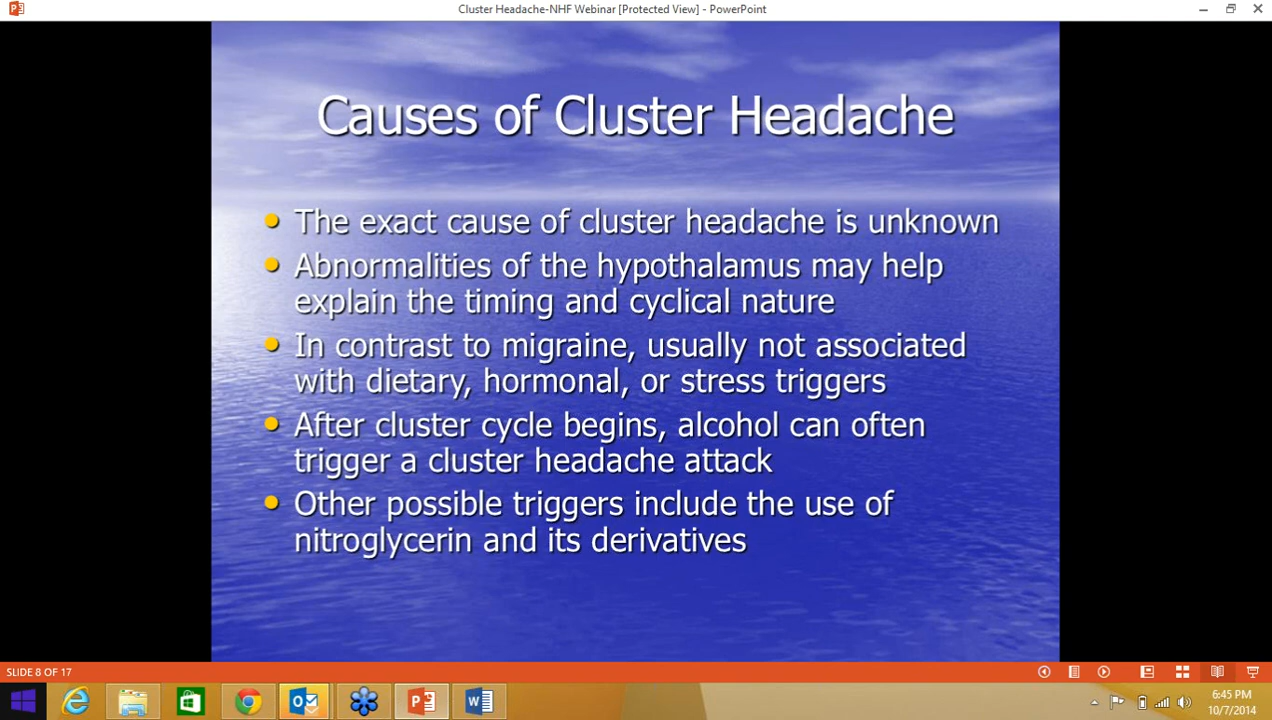 Cluster Headache-NHF Webinar [Protected View] - PowerPoint
Causes of Cluster Headache
• The exact cause of cluster headache is unknown
• Abnormalities of the hypothalamus may help
explain the timing and cyclical nature
• In contrast to migraine, usually not associated
with dietary, hormonal, or stress triggers
• After cluster cycle begins, alcohol can often
trigger a cluster headache attack
• Other possible triggers include the use of
nitroglycerin and its derivatives
SLIDE 8 OF 17
6:45 PM
10/7/2014